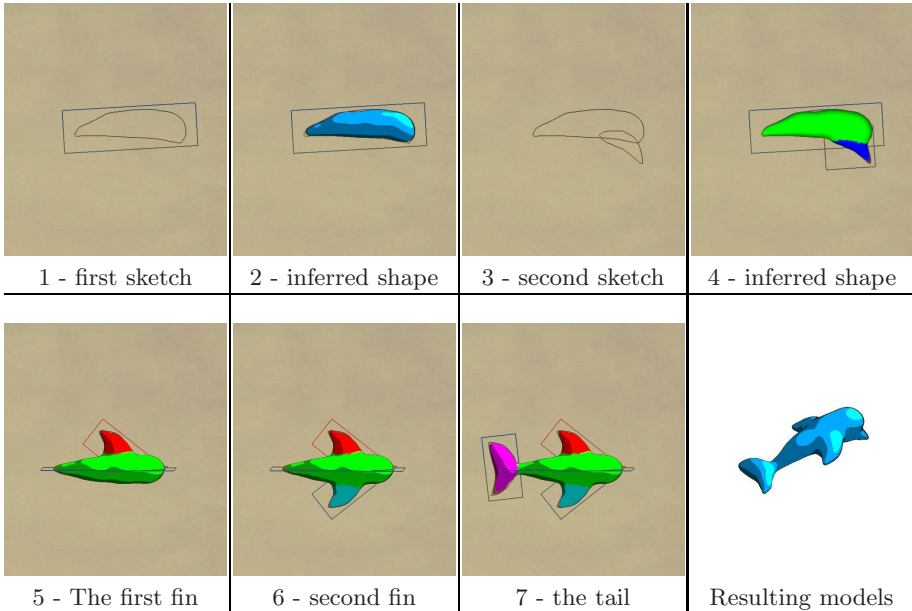 1 - first sketch
2 - inferred shape
3 - second sketch
4 - inferred shape
5 - The first fin
6 - second fin
7 - the tail
Resulting models